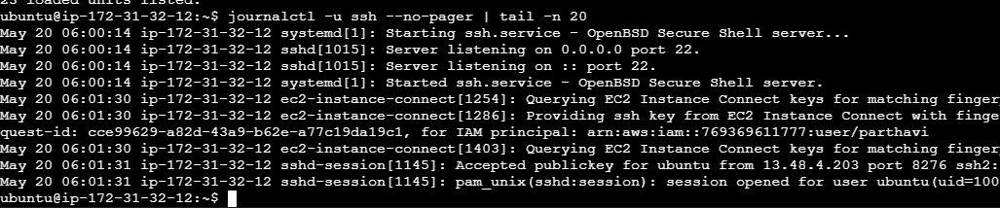 23 loaded units listed.
ubuntu@ip-172-31-32-12:~$ journalctl -u ssh --no-pager | tail -n 20
May 20 06:00:14 ip-172-31-32-12 systemd[1]: Starting ssh.service - OpenBSD Secure Shell server...
May 20 06:00:14 ip-172-31-32-12 sshd[1015]: Server listening on 0.0.0.0 port 22.
May 20 06:00:14 ip-172-31-32-12 sshd[1015]: Server listening on :: port 22.
May 20 06:00:14 ip-172-31-32-12 systemd[1]: Started ssh.service - OpenBSD Secure Shell server.
May 20 06:01:30 ip-172-31-32-12 ec2-instance-connect[1254]: Querying EC2 Instance Connect keys for matching finger
May 20 06:01:30 ip-172-31-32-12 ec2-instance-connect[1286]: Providing ssh key from EC2 Instance Connect with finge
quest-id: cce99629-a82d-43a9-b62e-a77c19da19c1, for IAM principal: arn:aws:iam::769369611777:user/parthavi
May 20 06:01:30 ip-172-31-32-12 ec2-instance-connect[1403]: Querying EC2 Instance Connect keys for matching finger
May 20 06:01:31 ip-172-31-32-12 sshd-session[1145]: Accepted publickey for ubuntu from 13.48.4.203 port 8276 ssh2:
May 20 06:01:31 ip-172-31-32-12 sshd-session[1145]: pam_unix(sshd:session): session opened for user ubuntu(uid=100
ubuntu@ip-172-31-32-12:~$